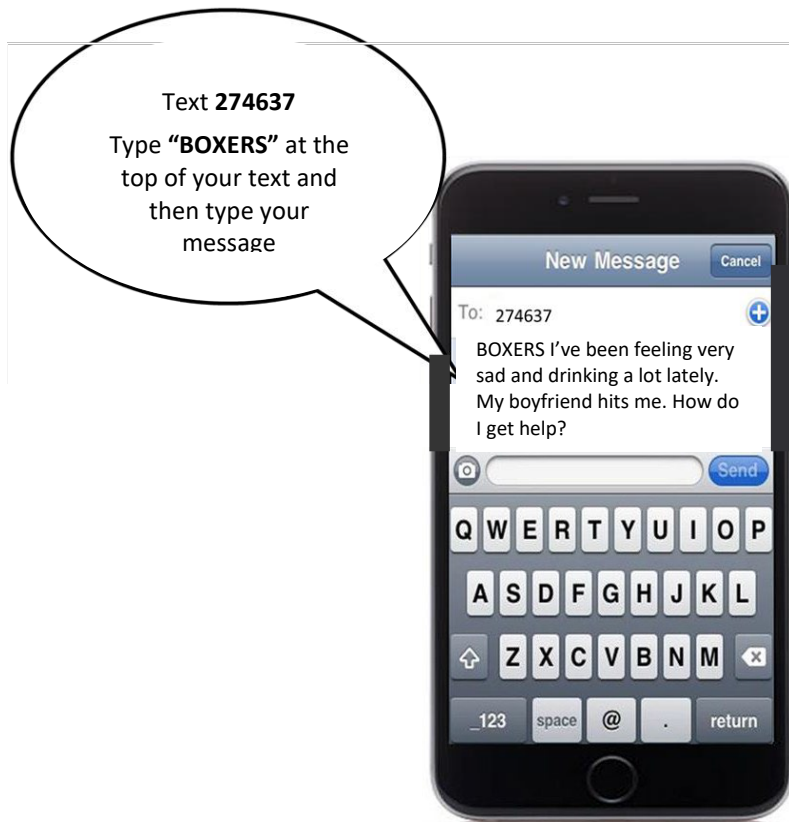 Text 274637
Type “BOXERS” at the
top of your text and
then type your
message
New Message
Cancel
To: 274637
BOXERS I’ve been feeling very
sad and drinking a lot lately.
My boyfriend hits me. How do
I get help?
Send
Q W E R T Y U I O P
A S D F G H J K L
Z X C V B N M
_123 space @ . return